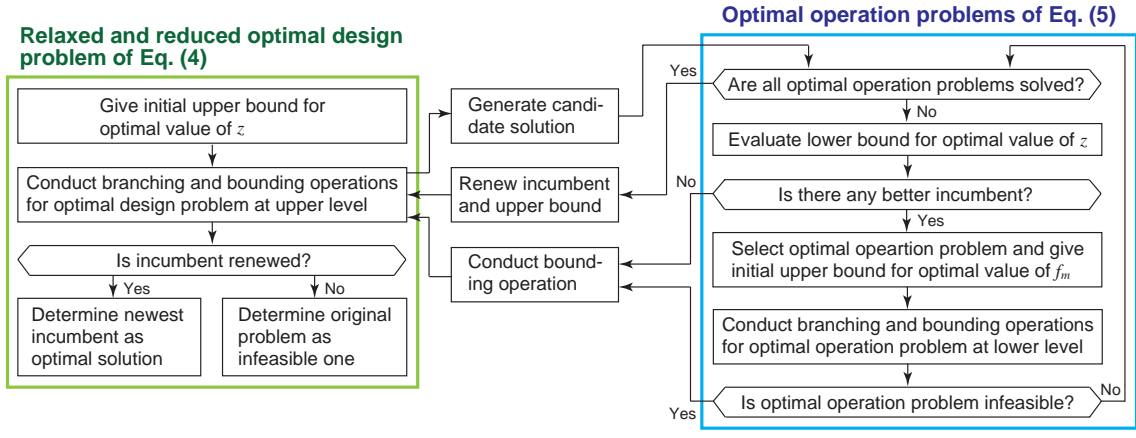 Relaxed and reduced optimal design
problem of Eq. (4)
Give initial upper bound for
optimal value of z
Conduct branching and bounding operations
for optimal design problem at upper level
Is incumbent renewed?
Yes
No
Determine newest
incumbent as
optimal solution
Determine original
problem as
infeasible one
Generate candi-
date solution
Renew incumbent
and upper bound
Conduct bound-
ing operation
Optimal operation problems of Eq. (5)
Yes
Are all optimal operation problems solved?
No
Evaluate lower bound for optimal value of z
No
Is there any better incumbent?
Yes
Select optimal opeartion problem and give
initial upper bound for optimal value of fm
Conduct branching and bounding operations
for optimal operation problem at lower level
No
Is optimal operation problem infeasible?
Yes